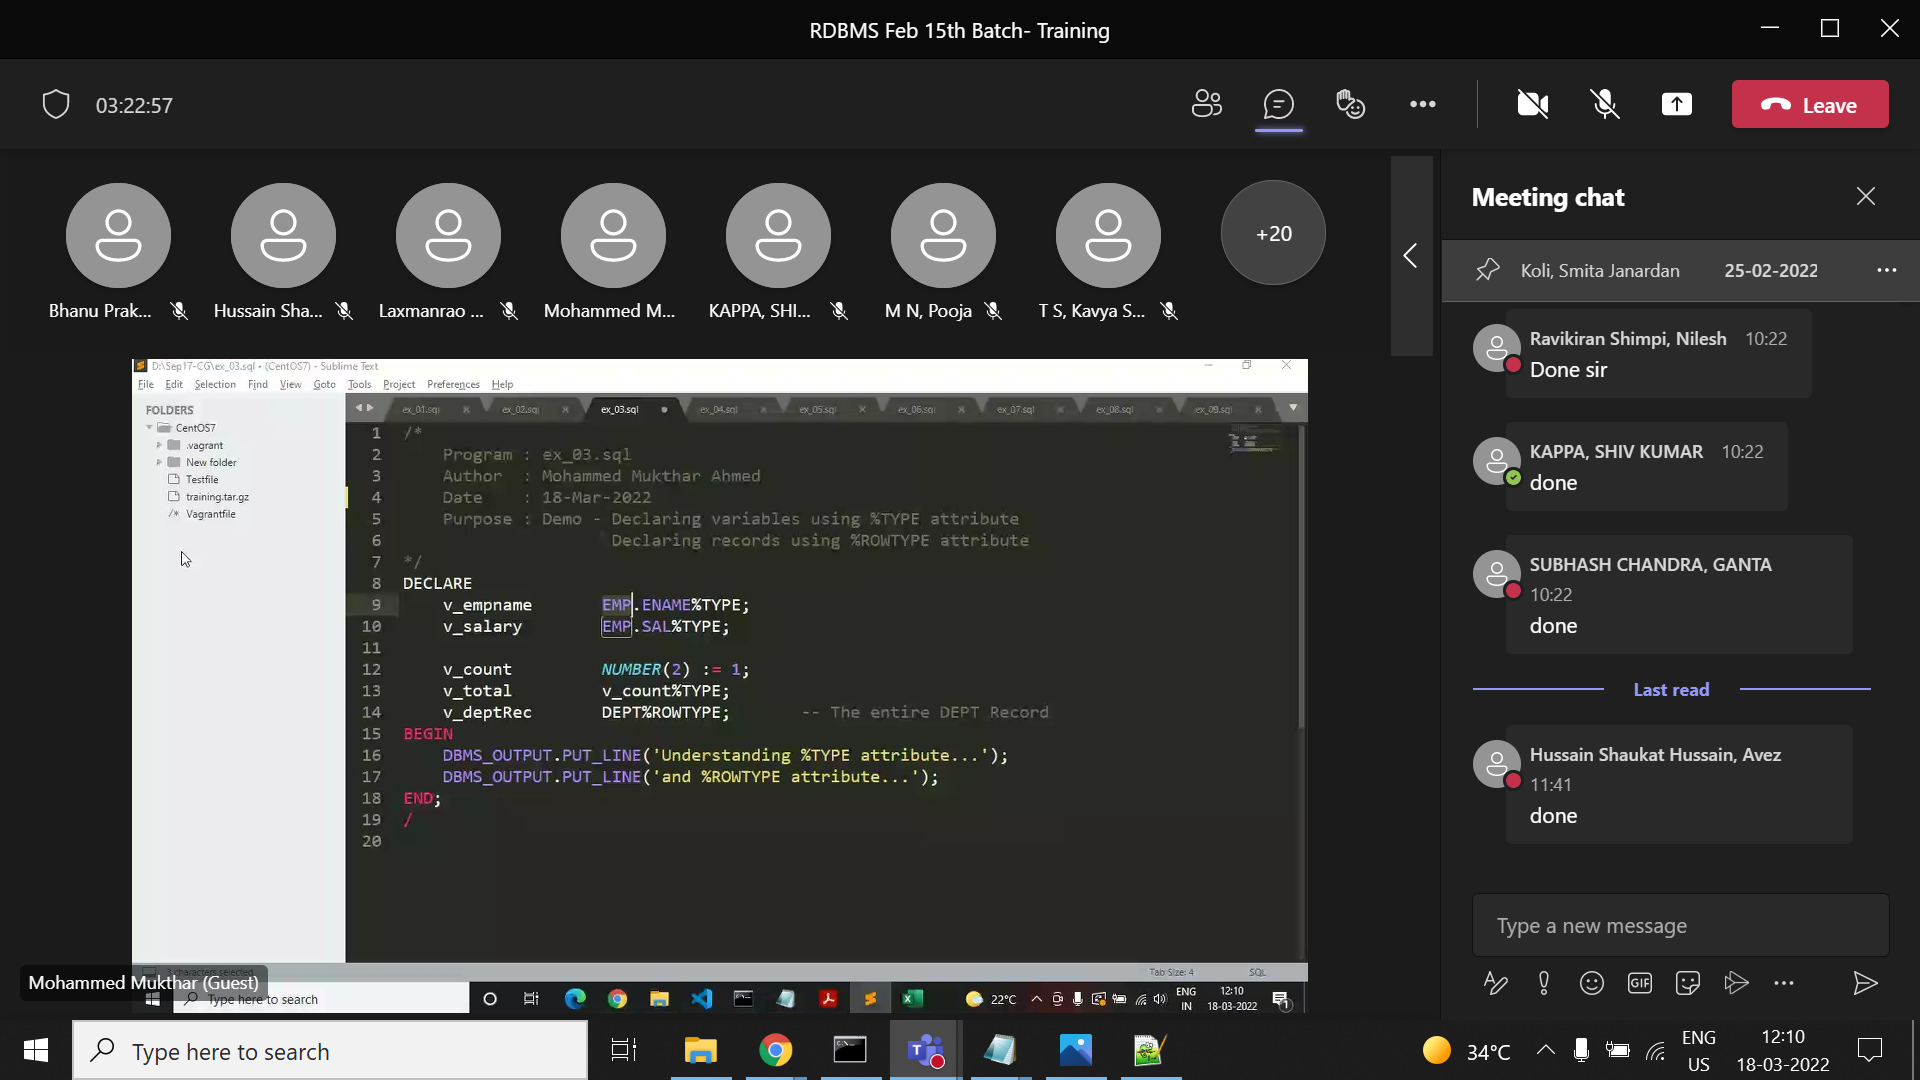 RDBMS Feb 15th Batch- Training
03:22:57
Leave
Bhanu Prak...
Hussain Sha...
Laxmanrao ...
Mohammed M...
KAPPA, SHI...
M N, Pooja
T S, Kavya S...
+20
D:\Sep17-CG\ex_03.sql • (CentOS7) - Sublime Text
File Edit Selection Find View Goto Tools Project Preferences Help
FOLDERS
CentOS7
.vagrant
New folder
Testfile
training.tar.gz
/* Vagrantfile
ex_01.sql
ex_02.sql
ex_03.sql
ex_04.sql
ex_05.sql
ex_06.sql
ex_07.sql
ex_08.sql
ex_09.sql
1 /*
2 Program : ex_03.sql
3 Author : Mohammed Mukthar Ahmed
4 Date : 18-Mar-2022
5 Purpose : Demo - Declaring variables using %TYPE attribute
6 Declaring records using %ROWTYPE attribute
7 */
8 DECLARE
9 v_empname EMP.ENAME%TYPE;
10 v_salary EMP.SAL%TYPE;
11
12 v_count NUMBER(2) := 1;
13 v_total v_count%TYPE;
14 v_deptRec DEPT%ROWTYPE; -- The entire DEPT Record
15 BEGIN
16 DBMS_OUTPUT.PUT_LINE('Understanding %TYPE attribute...');
17 DBMS_OUTPUT.PUT_LINE('and %ROWTYPE attribute...');
18 END;
19 /
20
3 characters selected
Tab Size: 4
SQL
Mohammed Mukthar (Guest)
Type here to search
22°C
ENG
IN
12:10
18-03-2022
1
Meeting chat
Koli, Smita Janardan 25-02-2022
Ravikiran Shimpi, Nilesh 10:22
Done sir
KAPPA, SHIV KUMAR 10:22
done
SUBHASH CHANDRA, GANTA
10:22
done
Last read
Hussain Shaukat Hussain, Avez
11:41
done
Type a new message
GIF
Type here to search
34°C
ENG
US
12:10
18-03-2022